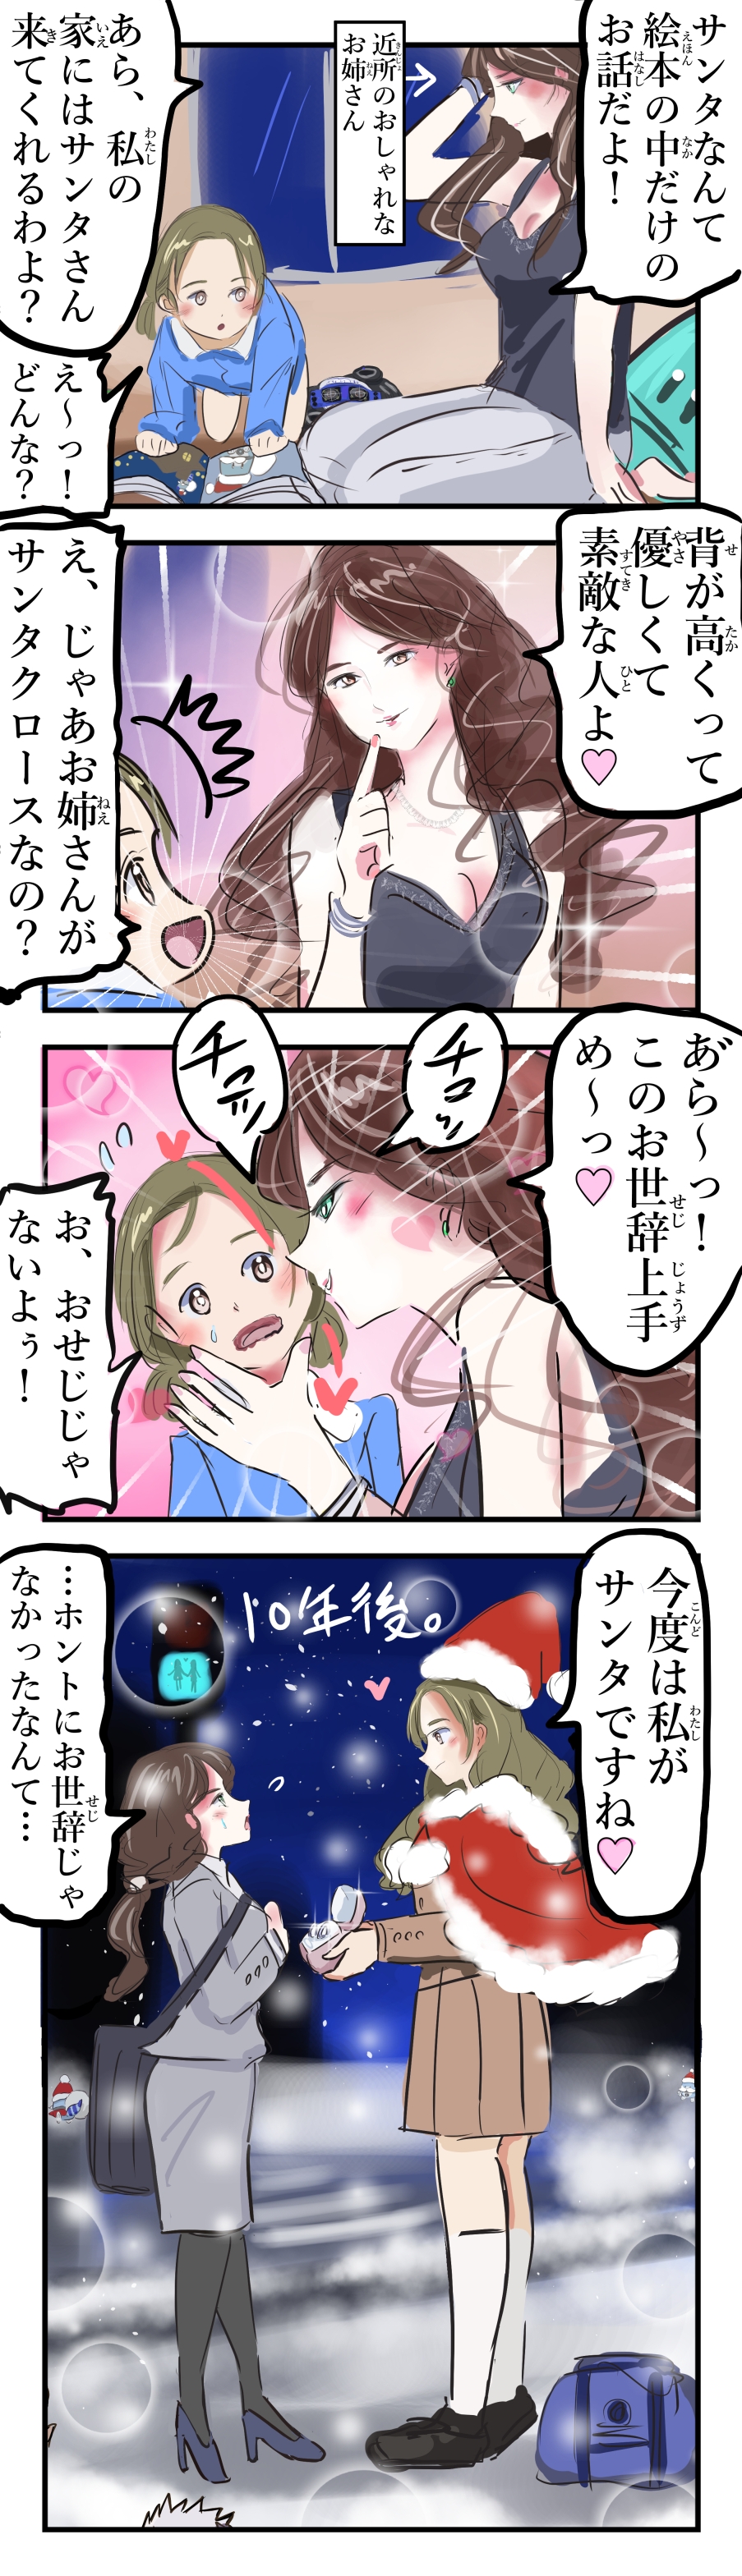 サンタなんて
絵本の中だけの
お話だよ！
近所のおしゃれな
お姉さん
あら、私の
家にはサンタさん
来てくれるわよ？
え〜っ！
どんな？
背が高くって
優しくて
素敵な人よ♡
え、じゃあお姉さんが
サンタクロースなの？
あ゙ら〜っ！
このお世辞上手
め〜っ♡
チコッ
チコッ
お、おせじじゃ
ないよぅ！
10年後。
今度は私が
サンタですね♡
…ホントにお世辞じゃ
なかったなんて…